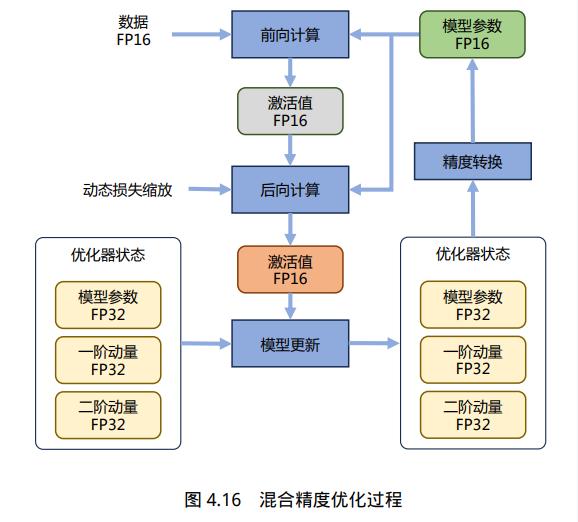 数据
FP16
前向计算
模型参数
FP16
激活值
FP16
精度转换
动态损失缩放
后向计算
优化器状态
模型参数
FP32
一阶动量
FP32
二阶动量
FP32
激活值
FP16
模型更新
优化器状态
模型参数
FP32
一阶动量
FP32
二阶动量
FP32
图 4.16 混合精度优化过程